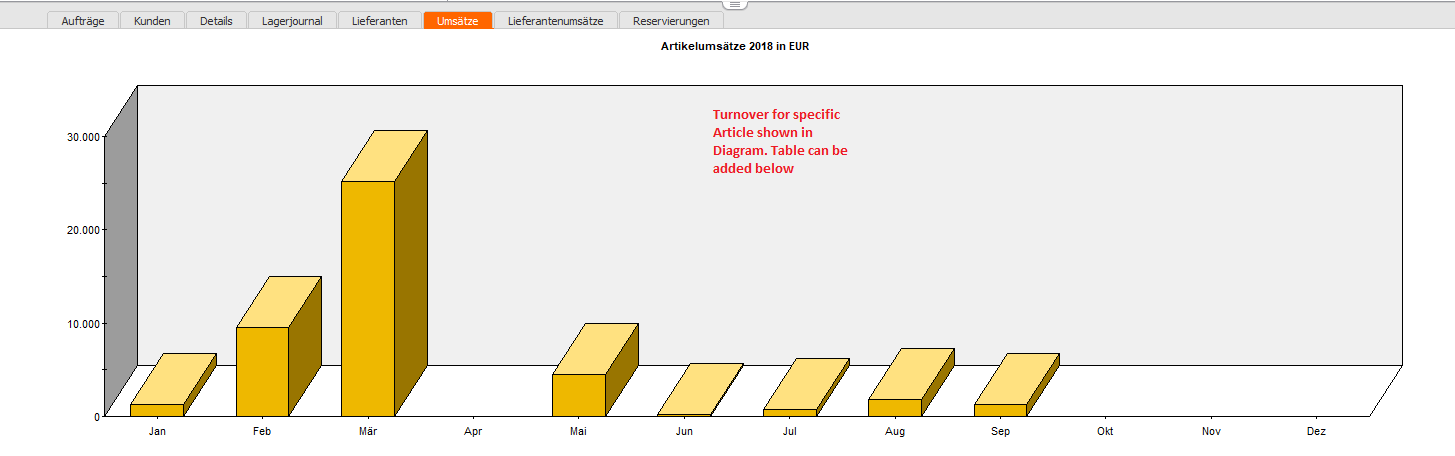 Aufträge Kunden Details Lagerjournal Lieferanten Umsätze Lieferantenumsätze Reservierungen
Artikelumsätze 2018 in EUR
Turnover for specific
Article shown in
Diagram. Table can be
added below
30.000
20.000
10.000
0
Jan Feb Mär Apr Mai Jun Jul Aug Sep Okt Nov Dez